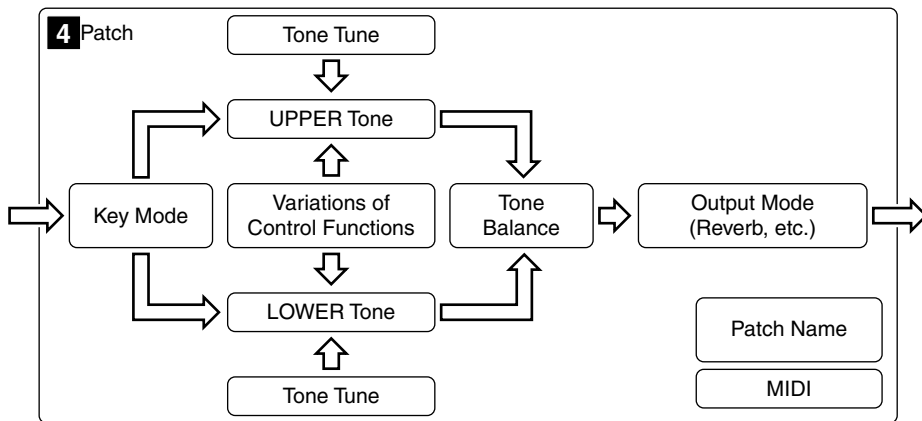 4 Patch
Tone Tune
UPPER Tone
Key Mode
Variations of
Control Functions
Tone
Balance
Output Mode
(Reverb, etc.)
LOWER Tone
Tone Tune
Patch Name
MIDI